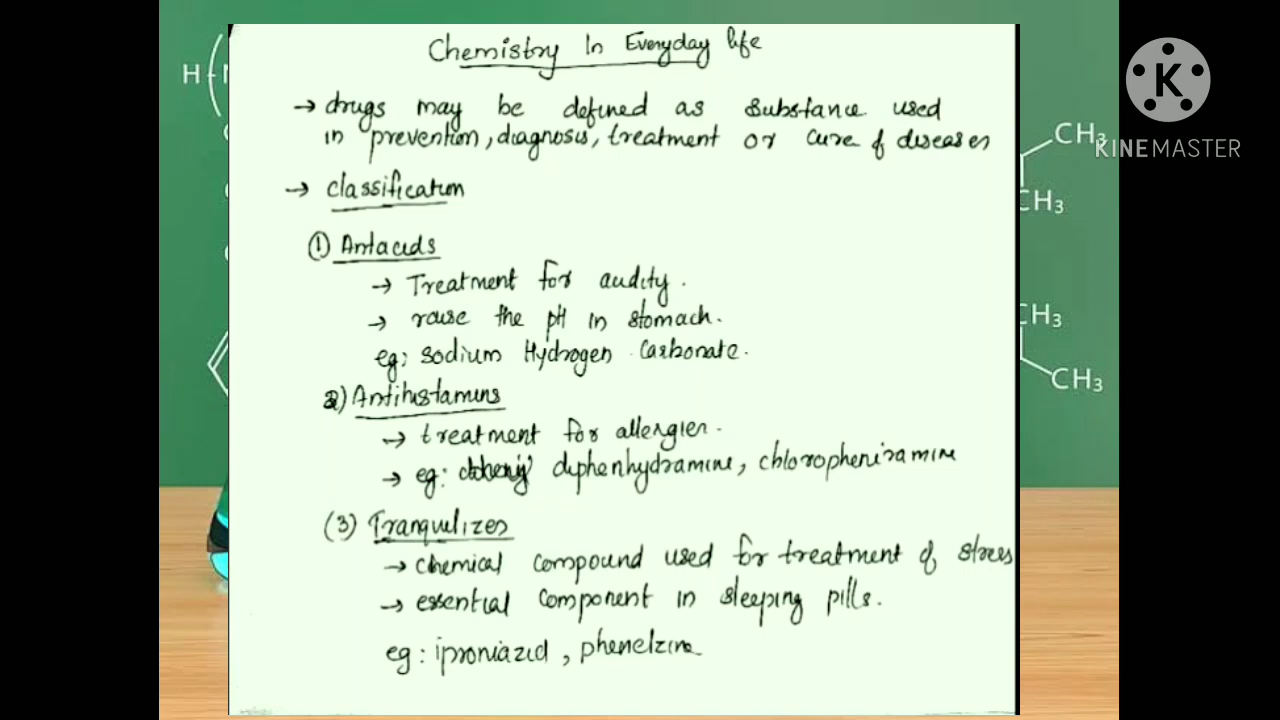 Chemistry In Everyday life
→ drugs may be defined as substance used
in prevention, diagnosis, treatment or cure of diseases
→ classification
① Antacids
→ Treatment for acidity.
→ raise the pH in stomach.
eg; Sodium Hydrogen Carbonate.
2) Antihistamins
→ treatment for allergies.
→ eg: diphenhydramine, chloropheniramine
(3) Tranquilizes
→ chemical compound used for treatment of stress
→ essential component in sleeping pills.
eg: iproniazid, phenelzine
K
KINEMASTER
H
CH₃
CH₃
CH₃
CH₃